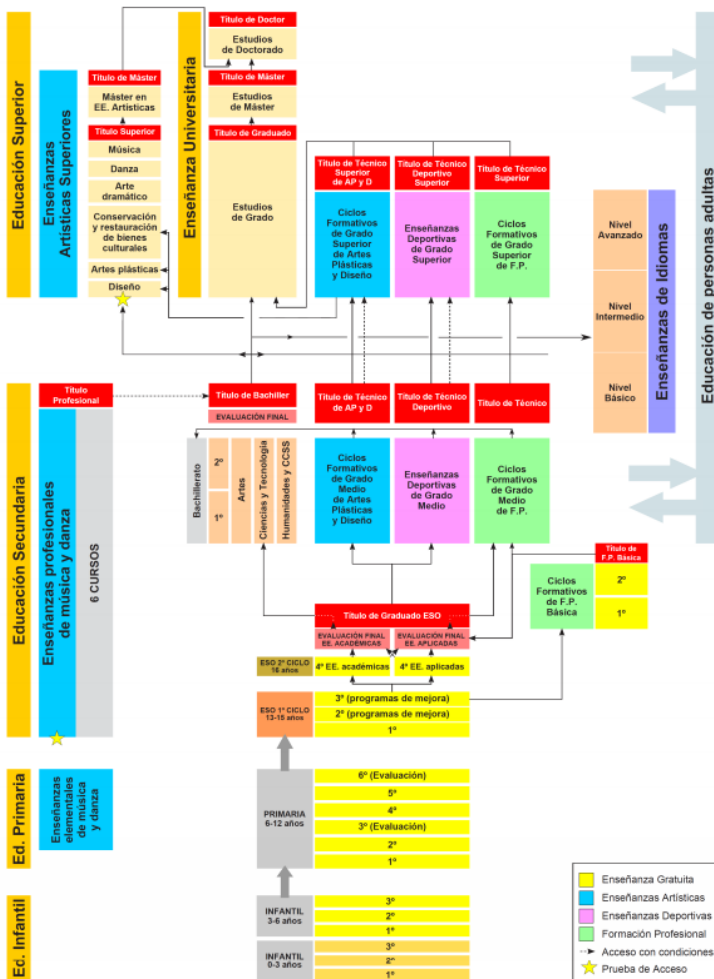 Educación Superior
Enseñanzas
Artísticas Superiores
Título de Máster
Máster en
EE. Artísticas
Título Superior
Música
Danza
Arte
dramático
Conservación
y restauración
de bienes
culturales
Artes plásticas
Diseño
Enseñanza Universitaria
Título de Doctor
Estudios
de Doctorado
Título de Máster
Estudios
de Máster
Título de Graduado
Estudios
de Grado
Título de Técnico
Superior
de AP y D
Ciclos
Formativos
de Grado
Superior
de Artes
Plásticas
y Diseño
Título de Técnico
Deportivo
Superior
Enseñanzas
Deportivas
de Grado
Superior
Título de Técnico
Superior
Ciclos
Formativos
de Grado
Superior
de F.P.
Nivel
Avanzado
Nivel
Intermedio
Nivel
Básico
Enseñanzas de Idiomas
Educación de personas adultas
Educación Secundaria
Enseñanzas profesionales
de música y danza
Título
Profesional
6 CURSOS
Título de Bachiller
EVALUACIÓN FINAL
Bachillerato
2º
1º
Artes
Ciencias y Tecnología
Humanidades y CCSS
Título de Técnico
de AP y D
Ciclos
Formativos
de Grado
Medio
de Artes
Plásticas
y Diseño
Título de Técnico
Deportivo
Enseñanzas
Deportivas
de Grado
Medio
Título de Técnico
Ciclos
Formativos
de Grado
Medio
de F.P.
Título de
F.P. Básica
Ciclos
Formativos
de F.P.
Básica
2º
1º
Título de Graduado ESO
EVALUACIÓN FINAL
EE. ACADÉMICAS
EVALUACIÓN FINAL
EE. APLICADAS
ESO 2º CICLO
16 años
4º EE. académicas
4º EE. aplicadas
ESO 1º CICLO
13-15 años
3º (programas de mejora)
2º (programas de mejora)
1º
Ed. Primaria
Enseñanzas
elementales
de música
y danza
PRIMARIA
6-12 años
6º (Evaluación)
5º
4º
3º (Evaluación)
2º
1º
Ed. Infantil
INFANTIL
3-6 años
3º
2º
1º
INFANTIL
0-3 años
3º
2º
1º
Enseñanza Gratuita
Enseñanzas Artísticas
Enseñanzas Deportivas
Formación Profesional
Acceso con condiciones
Prueba de Acceso